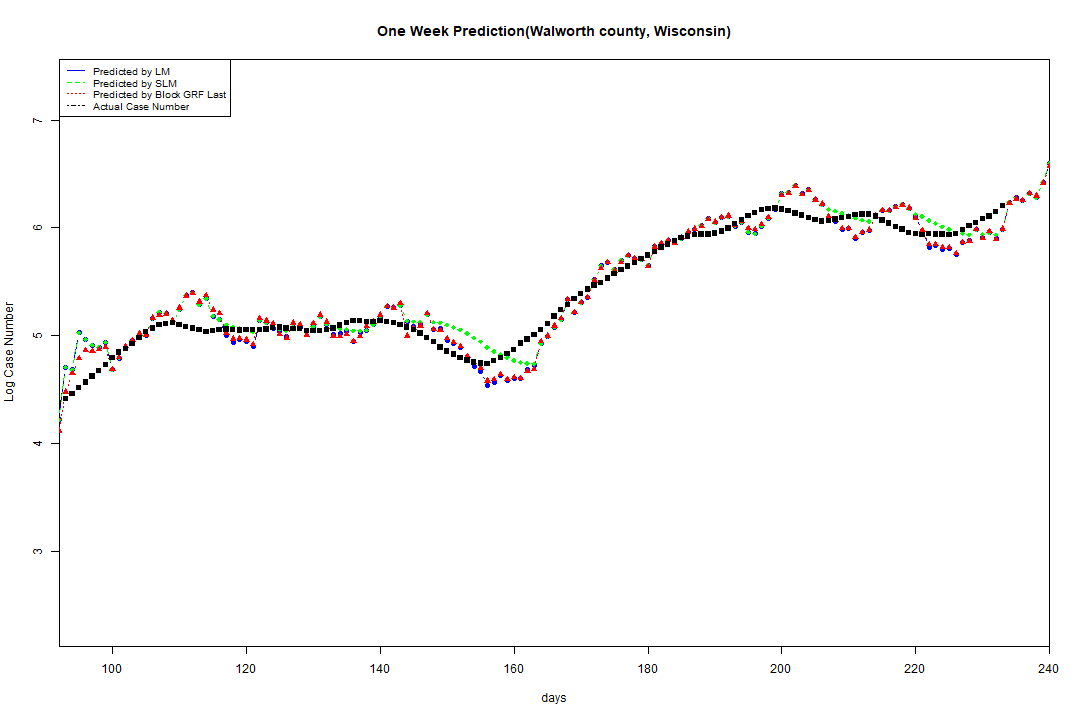 One Week Prediction(Walworth county, Wisconsin)
Predicted by LM
Predicted by SLM
Predicted by Block GRF Last
Actual Case Number
7
6
5
4
3
Log Case Number
100 120 140 160 180 200 220 240
days